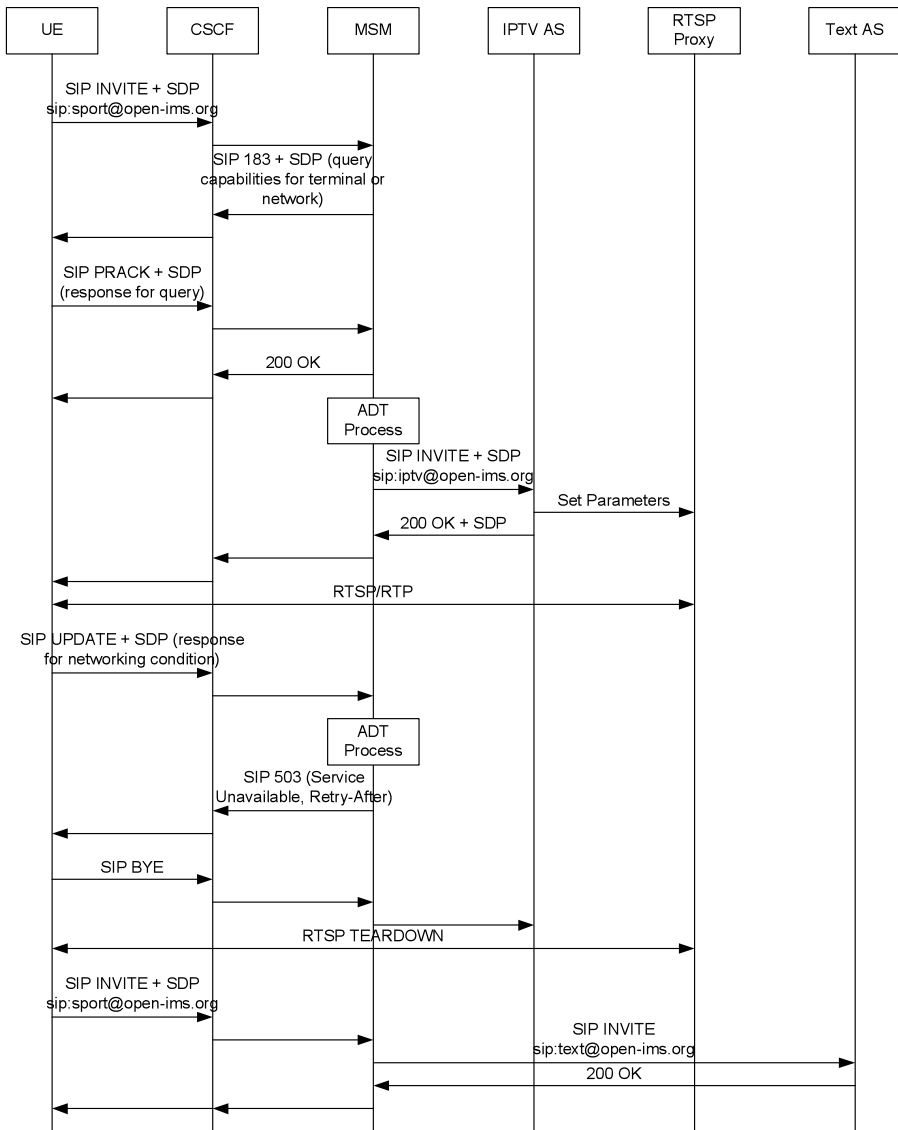 UE
CSCF
MSM
IPTV AS
RTSP
Proxy
Text AS
SIP INVITE + SDP
sip:sport@open-ims.org
SIP 183 + SDP (query
capabilities for terminal or
network)
SIP PRACK + SDP
(response for query)
200 OK
ADT
Process
SIP INVITE + SDP
sip:iptv@open-ims.org
Set Parameters
200 OK + SDP
RTSP/RTP
SIP UPDATE + SDP (response
for networking condition)
ADT
Process
SIP 503 (Service
Unavailable, Retry-After)
SIP BYE
RTSP TEARDOWN
SIP INVITE + SDP
sip:sport@open-ims.org
SIP INVITE
sip:text@open-ims.org
200 OK